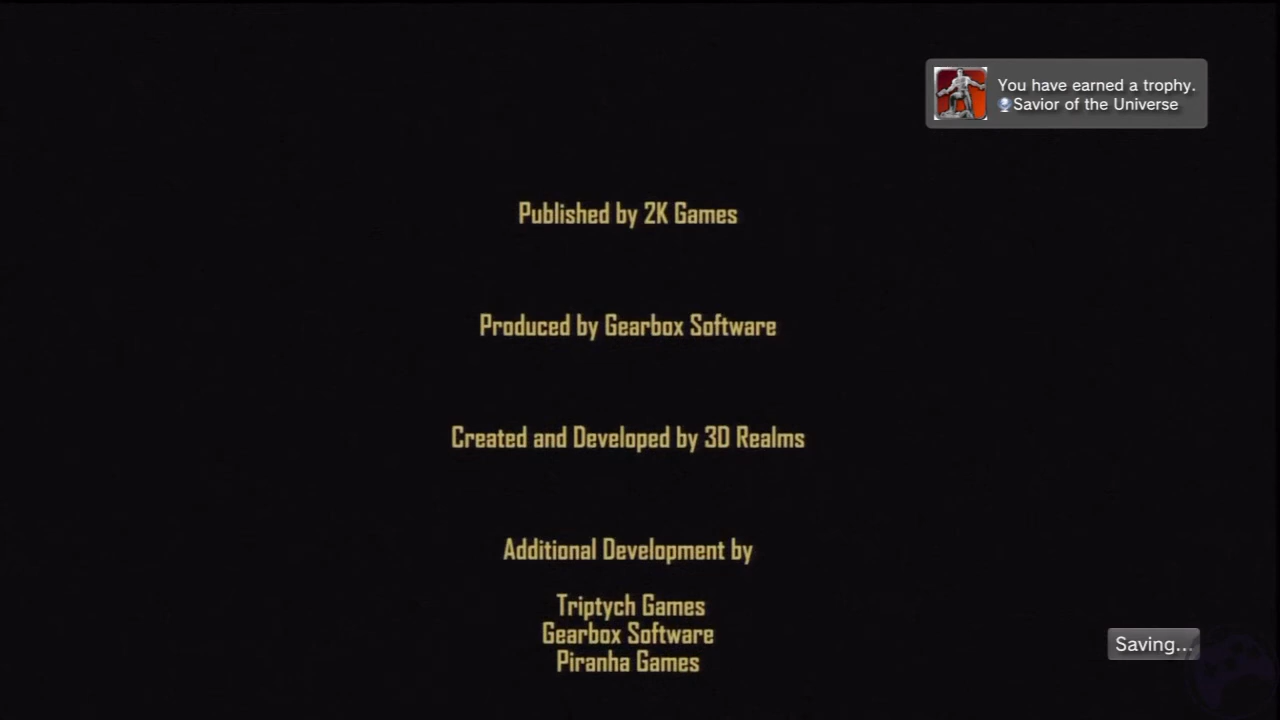 You have earned a trophy.
Savior of the Universe
Published by 2K Games
Produced by Gearbox Software
Created and Developed by 3D Realms
Additional Development by
Triptych Games
Gearbox Software
Piranha Games
Saving...